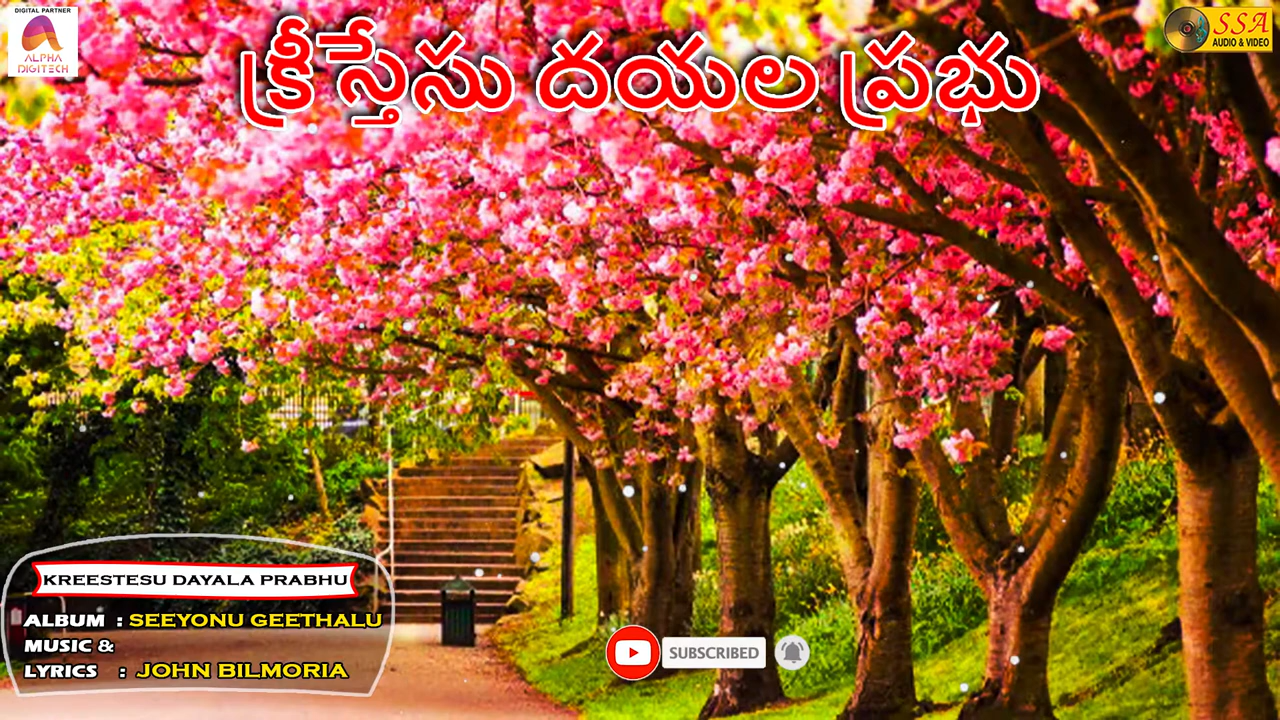 DIGITAL PARTNER
ALPHA
DIGITECH
SSA
AUDIO & VIDEO
క్రీస్తేసు దయల ప్రభు
KREESTESU DAYALA PRABHU
ALBUM : SEEYONU GEETHALU
MUSIC &
LYRICS : JOHN BILMORIA
SUBSCRIBED